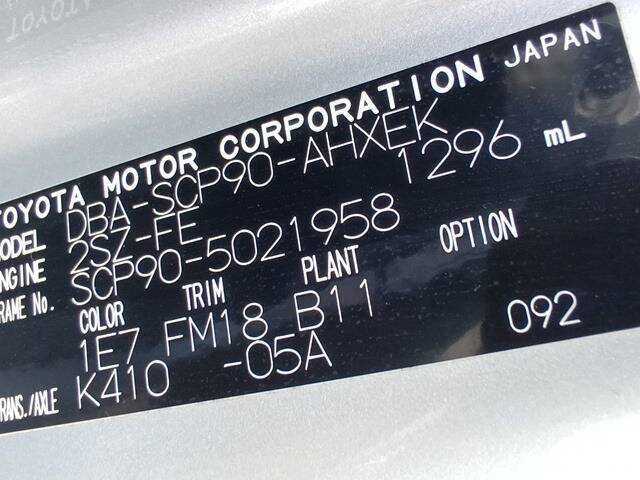 TOYOTA MOTOR CORPORATION JAPAN
MODEL DBA-SCP90-AHXEK
ENGINE 2SZ-FE 1296 mL
FRAME No. SCP90-5021958
COLOR TRIM PLANT OPTION
1E7 FM18 B11
TRANS./AXLE K410 -05A 092